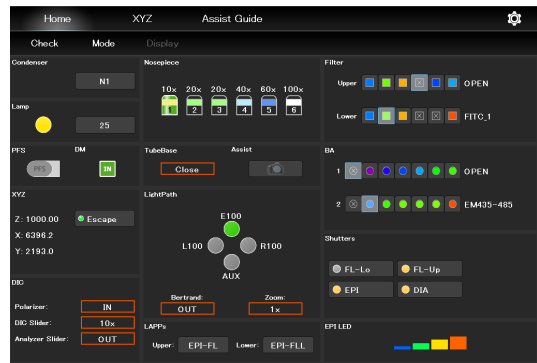 Home XYZ Assist Guide
Check Mode Display
Condenser
N1
Lamp
25
PFS DM
PFS IN
XYZ
Z: 1000.00 Escape
X: 6396.2
Y: 2193.0
DIG
Polarizer: IN
DIG Slider: 10x
Analyzer Slider: OUT
Nosepiece
10x 20x 20x 40x 60x 100x
1 2 3 4 5 6
TubeBase Assist
Close
LightPath
E100
L100 R100
AUX
Bertrand: Zoom:
OUT 1x
LAPPs
Upper: EPI-FL Lower: EPI-FLL
Filter
Upper OPEN
Lower FITC_1
BA
1 OPEN
2 EM435-485
Shutters
FL-Lo FL-Up
EPI DIA
EPI LED